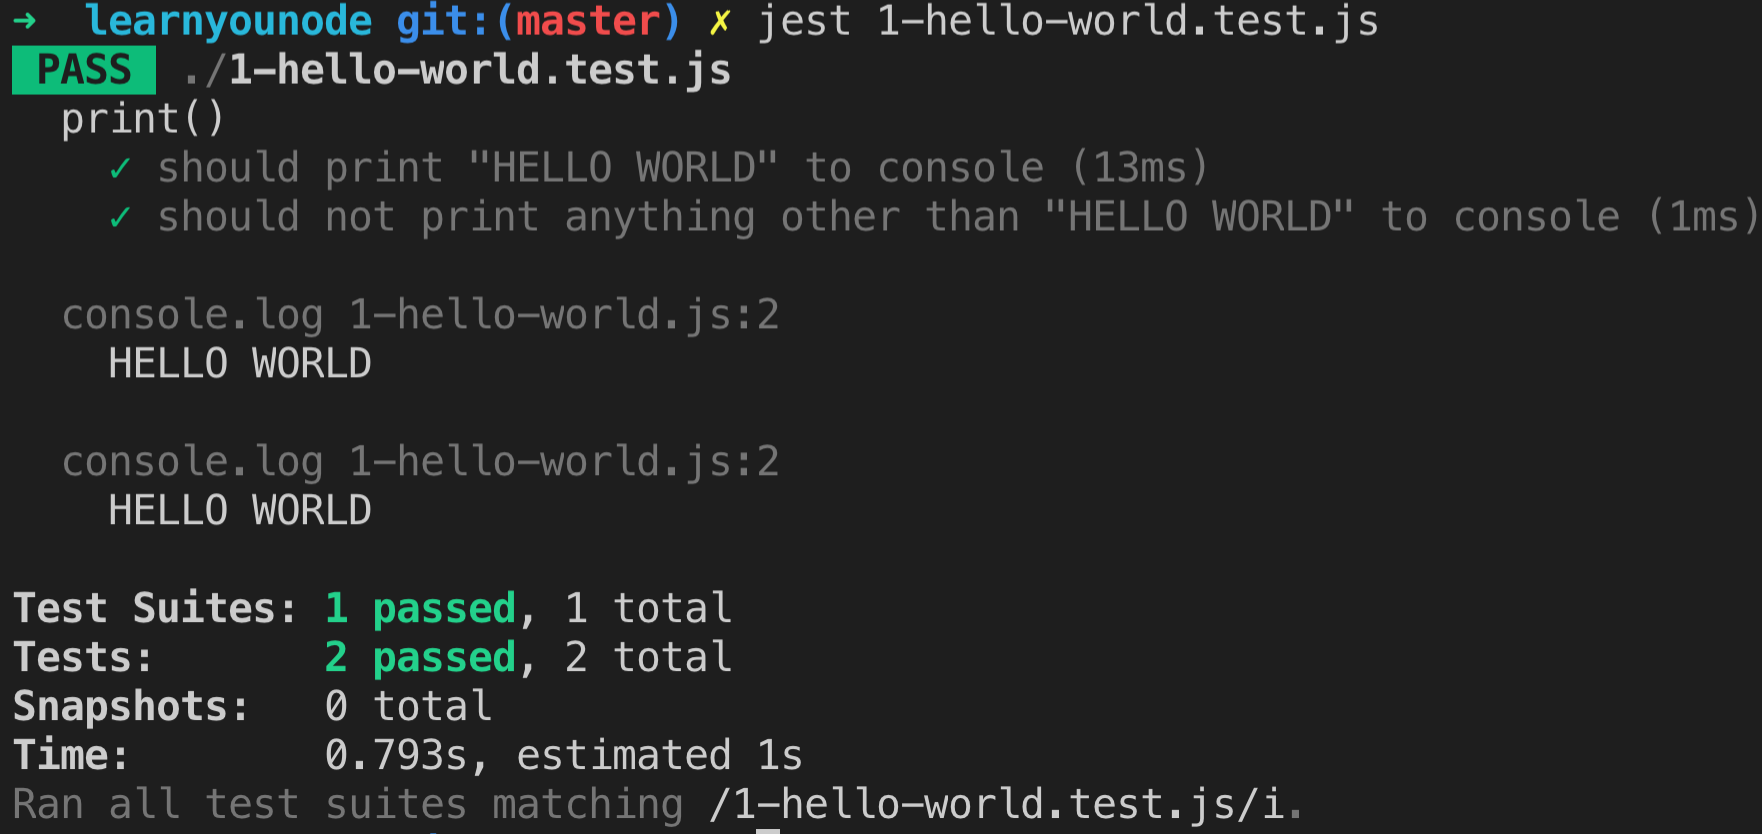 ➜  learnyounode git:(master) ✗ jest 1-hello-world.test.js
PASS ./1-hello-world.test.js
print()
✓ should print "HELLO WORLD" to console (13ms)
✓ should not print anything other than "HELLO WORLD" to console (1ms)
console.log 1-hello-world.js:2
HELLO WORLD
console.log 1-hello-world.js:2
HELLO WORLD
Test Suites: 1 passed, 1 total
Tests: 2 passed, 2 total
Snapshots: 0 total
Time: 0.793s, estimated 1s
Ran all test suites matching /1-hello-world.test.js/i.